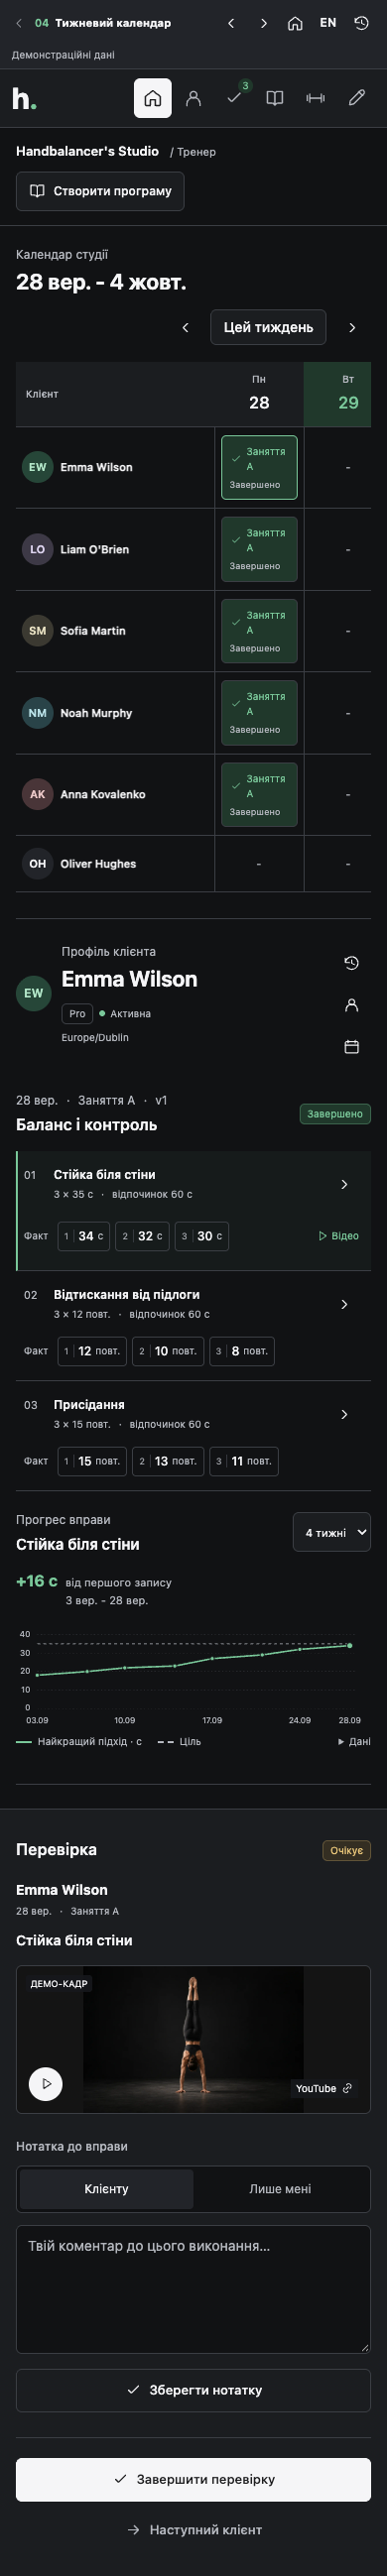 04 Тижневий календар
EN
Демонстраційні дані
h.
3
Handbalancer's Studio / Тренер
Створити програму
Календар студії
28 вер. - 4 жовт.
Цей тиждень
Клієнт
Пн
28
Вт
29
EW Emma Wilson
Заняття
А
Завершено
-
LO Liam O'Brien
Заняття
А
Завершено
-
SM Sofia Martin
Заняття
А
Завершено
-
NM Noah Murphy
Заняття
А
Завершено
-
AK Anna Kovalenko
Заняття
А
Завершено
-
OH Oliver Hughes
-
-
Профіль клієнта
EW Emma Wilson
Pro Активна
Europe/Dublin
28 вер. · Заняття А · v1
Баланс і контроль
Завершено
01 Стійка біля стіни
3 × 35 с · відпочинок 60 с
Факт 1 34 с 2 32 с 3 30 с Відео
02 Відтискання від підлоги
3 × 12 повт. · відпочинок 60 с
Факт 1 12 повт. 2 10 повт. 3 8 повт.
03 Присідання
3 × 15 повт. · відпочинок 60 с
Факт 1 15 повт. 2 13 повт. 3 11 повт.
Прогрес вправи
Стійка біля стіни
4 тижні
+16 с від першого запису
3 вер. - 28 вер.
40
30
20
10
0
03.09 10.09 17.09 24.09 28.09
Найкращий підхід · с Ціль Дані
Перевірка
Очікує
Emma Wilson
28 вер. · Заняття А
Стійка біля стіни
ДЕМО-КАДР
YouTube
Нотатка до вправи
Клієнту Лише мені
Твій коментар до цього виконання...
Зберегти нотатку
Завершити перевірку
Наступний клієнт